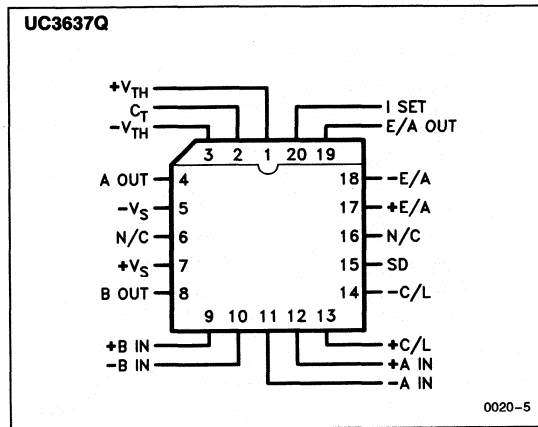 UC3637Q
+VTH
CT
-VTH
I SET
E/A OUT
3 2 1 20 19
A OUT 4
-VS 5
N/C 6
+VS 7
B OUT 8
18 -E/A
17 +E/A
16 N/C
15 SD
14 -C/L
9 10 11 12 13
+B IN
-B IN
+C/L
+A IN
-A IN
0020-5